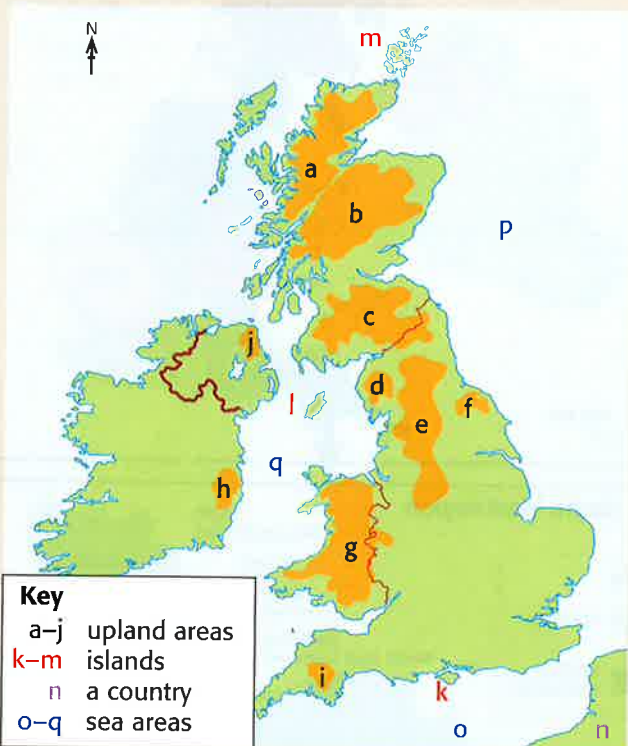 N
m
a
b
p
c
j
d
l
f
e
q
h
g
Key
a–j upland areas
k–m islands
n a country
o–q sea areas
i
k
o
n